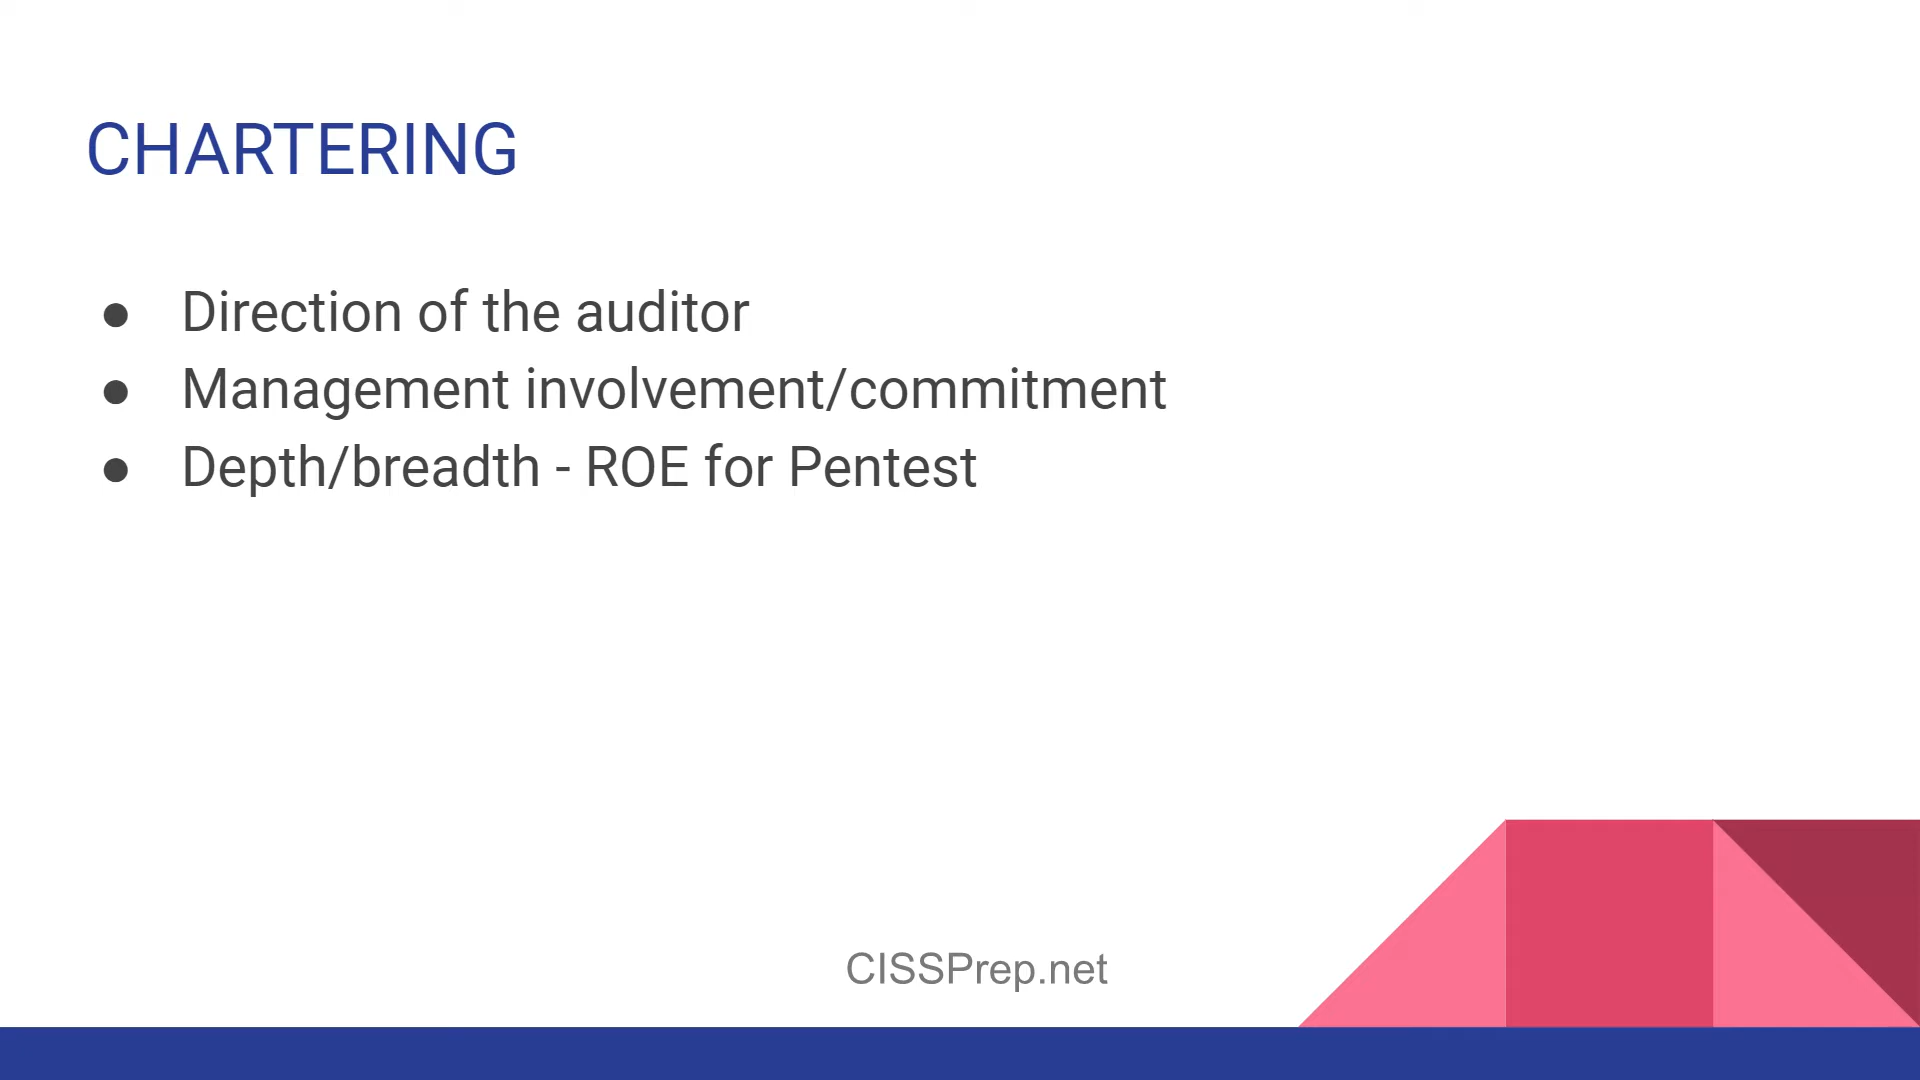 CHARTERING
● Direction of the auditor
● Management involvement/commitment
● Depth/breadth - ROE for Pentest
CISSPrep.net